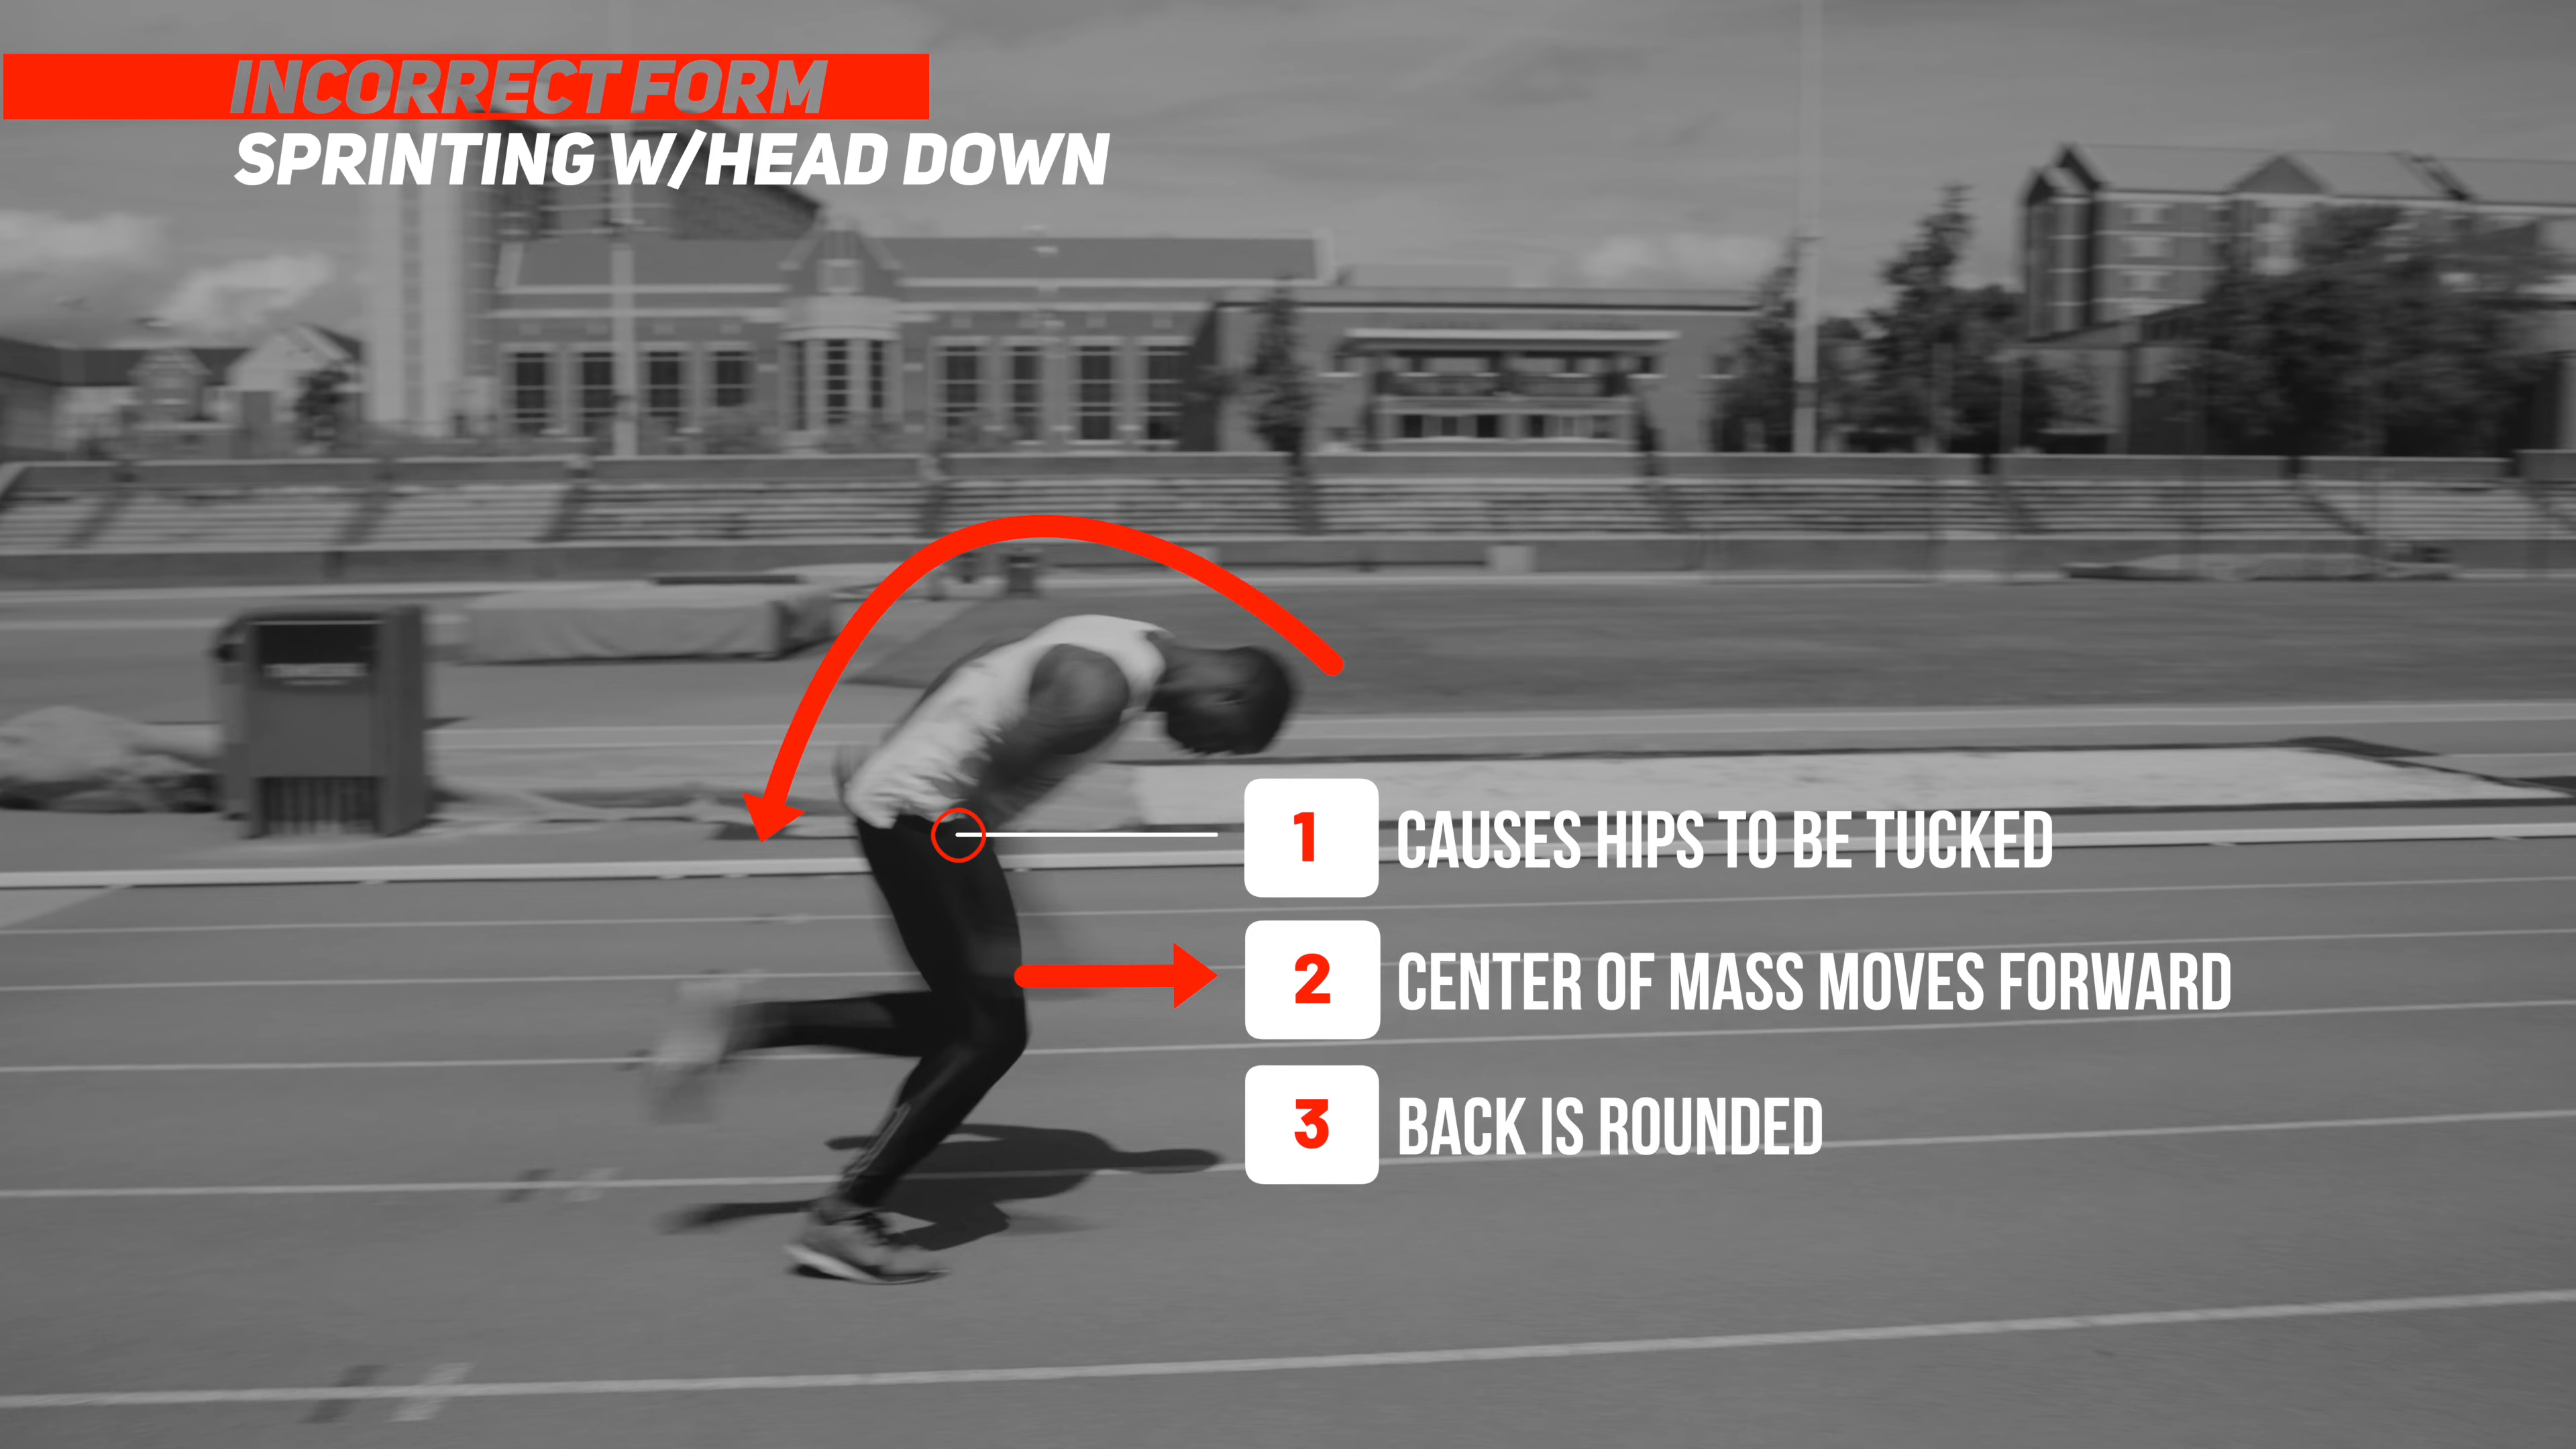 INCORRECT FORM
SPRINTING W/HEAD DOWN
1 CAUSES HIPS TO BE TUCKED
2 CENTER OF MASS MOVES FORWARD
3 BACK IS ROUNDED